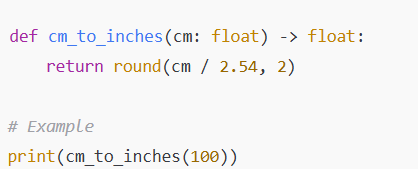 def cm_to_inches(cm: float) -> float:
    return round(cm / 2.54, 2)
# Example
print(cm_to_inches(100))